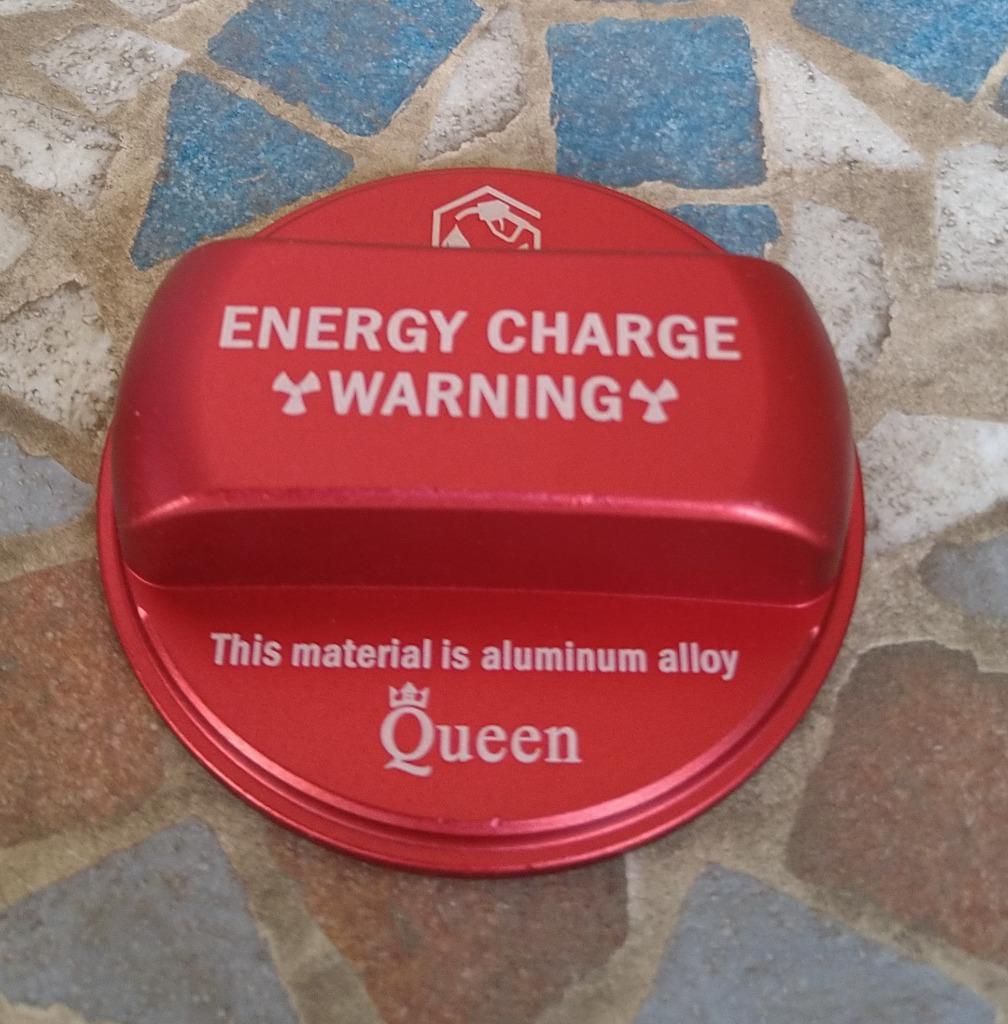 ENERGY CHARGE
WARNING
This material is aluminum alloy
Queen